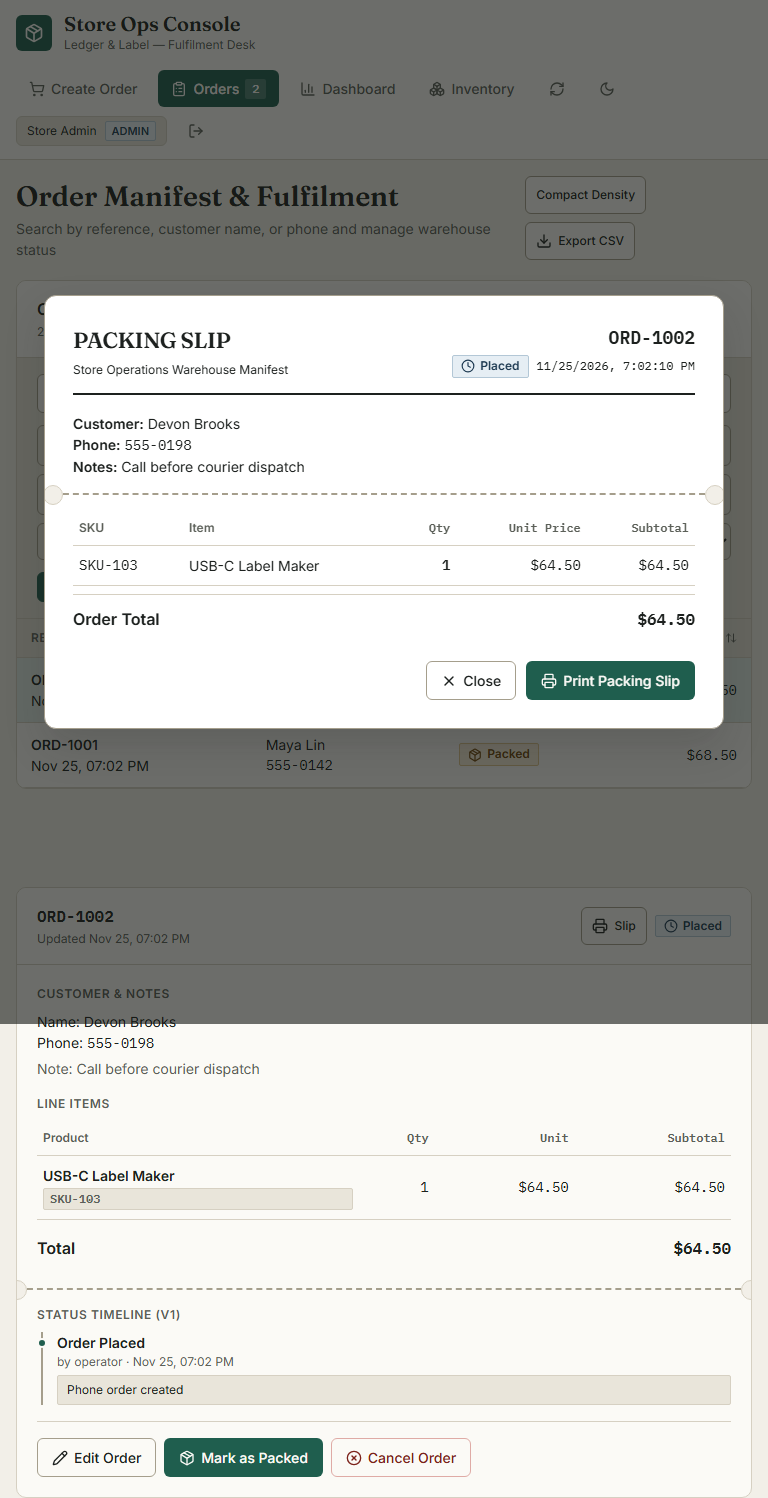 Store Ops Console
Ledger & Label — Fulfilment Desk
Create Order
Orders 2
Dashboard
Inventory
Store Admin ADMIN
Order Manifest & Fulfilment
Search by reference, customer name, or phone and manage warehouse
status
Compact Density
Export CSV
PACKING SLIP
Store Operations Warehouse Manifest
ORD-1002
Placed 11/25/2026, 7:02:10 PM
Customer: Devon Brooks
Phone: 555-0198
Notes: Call before courier dispatch
SKU Item Qty Unit Price Subtotal
SKU-103 USB-C Label Maker 1 $64.50 $64.50
Order Total $64.50
Close
Print Packing Slip
ORD-1001 Maya Lin Packed $68.50
Nov 25, 07:02 PM 555-0142
ORD-1002
Updated Nov 25, 07:02 PM
Slip
Placed
CUSTOMER & NOTES
Name: Devon Brooks
Phone: 555-0198
Note: Call before courier dispatch
LINE ITEMS
Product Qty Unit Subtotal
USB-C Label Maker 1 $64.50 $64.50
SKU-103
Total $64.50
STATUS TIMELINE (V1)
Order Placed
by operator · Nov 25, 07:02 PM
Phone order created
Edit Order
Mark as Packed
Cancel Order